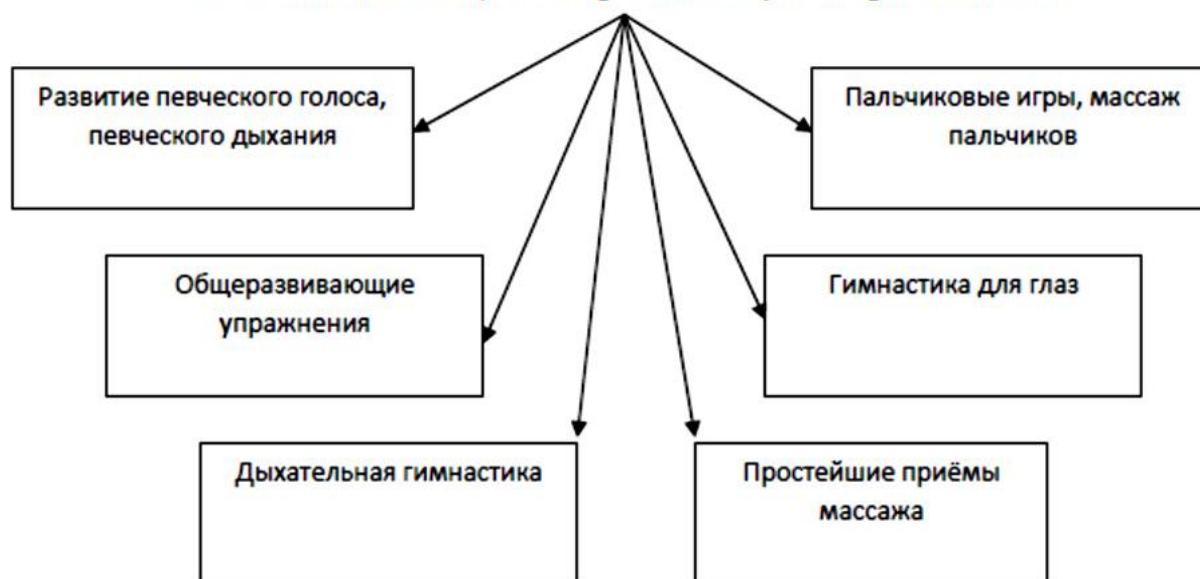 Развитие певческого голоса,
певческого дыхания
Пальчиковые игры, массаж
пальчиков
Общеразвивающие
упражнения
Гимнастика для глаз
Дыхательная гимнастика
Простейшие приёмы
массажа